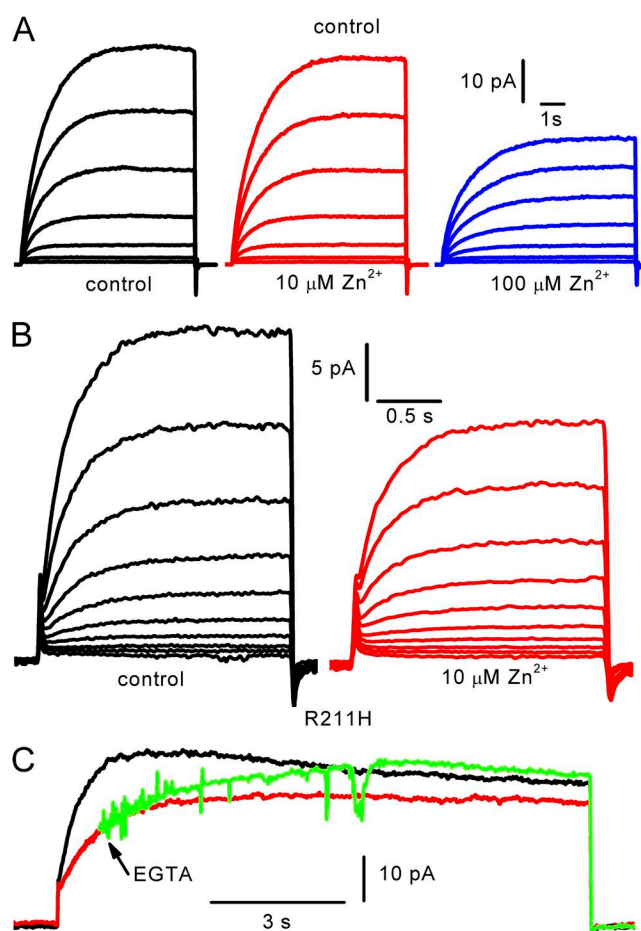 A
control
10 pA
1s
control
10 μM Zn²⁺
100 μM Zn²⁺
B
5 pA
0.5 s
control
10 μM Zn²⁺
R211H
C
EGTA
10 pA
3 s